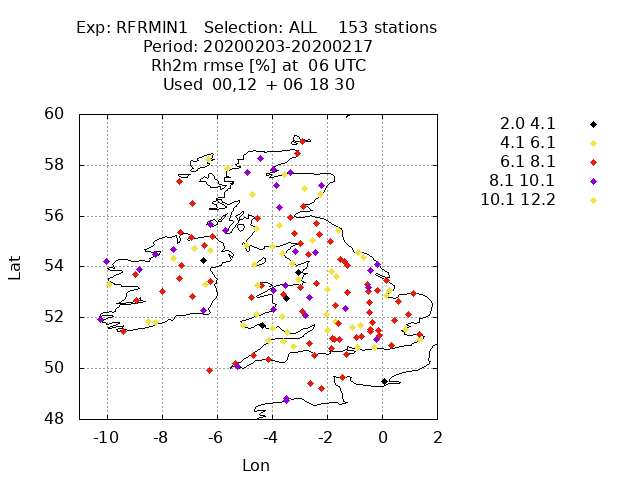 Exp: RFRMIN1 Selection: ALL 153 stations
Period: 20200203-20200217
Rh2m rmse [%] at 06 UTC
Used 00,12 + 06 18 30
2.0 4.1
4.1 6.1
6.1 8.1
8.1 10.1
10.1 12.2
60
58
56
54
52
50
48
Lat
-10 -8 -6 -4 -2 0 2
Lon